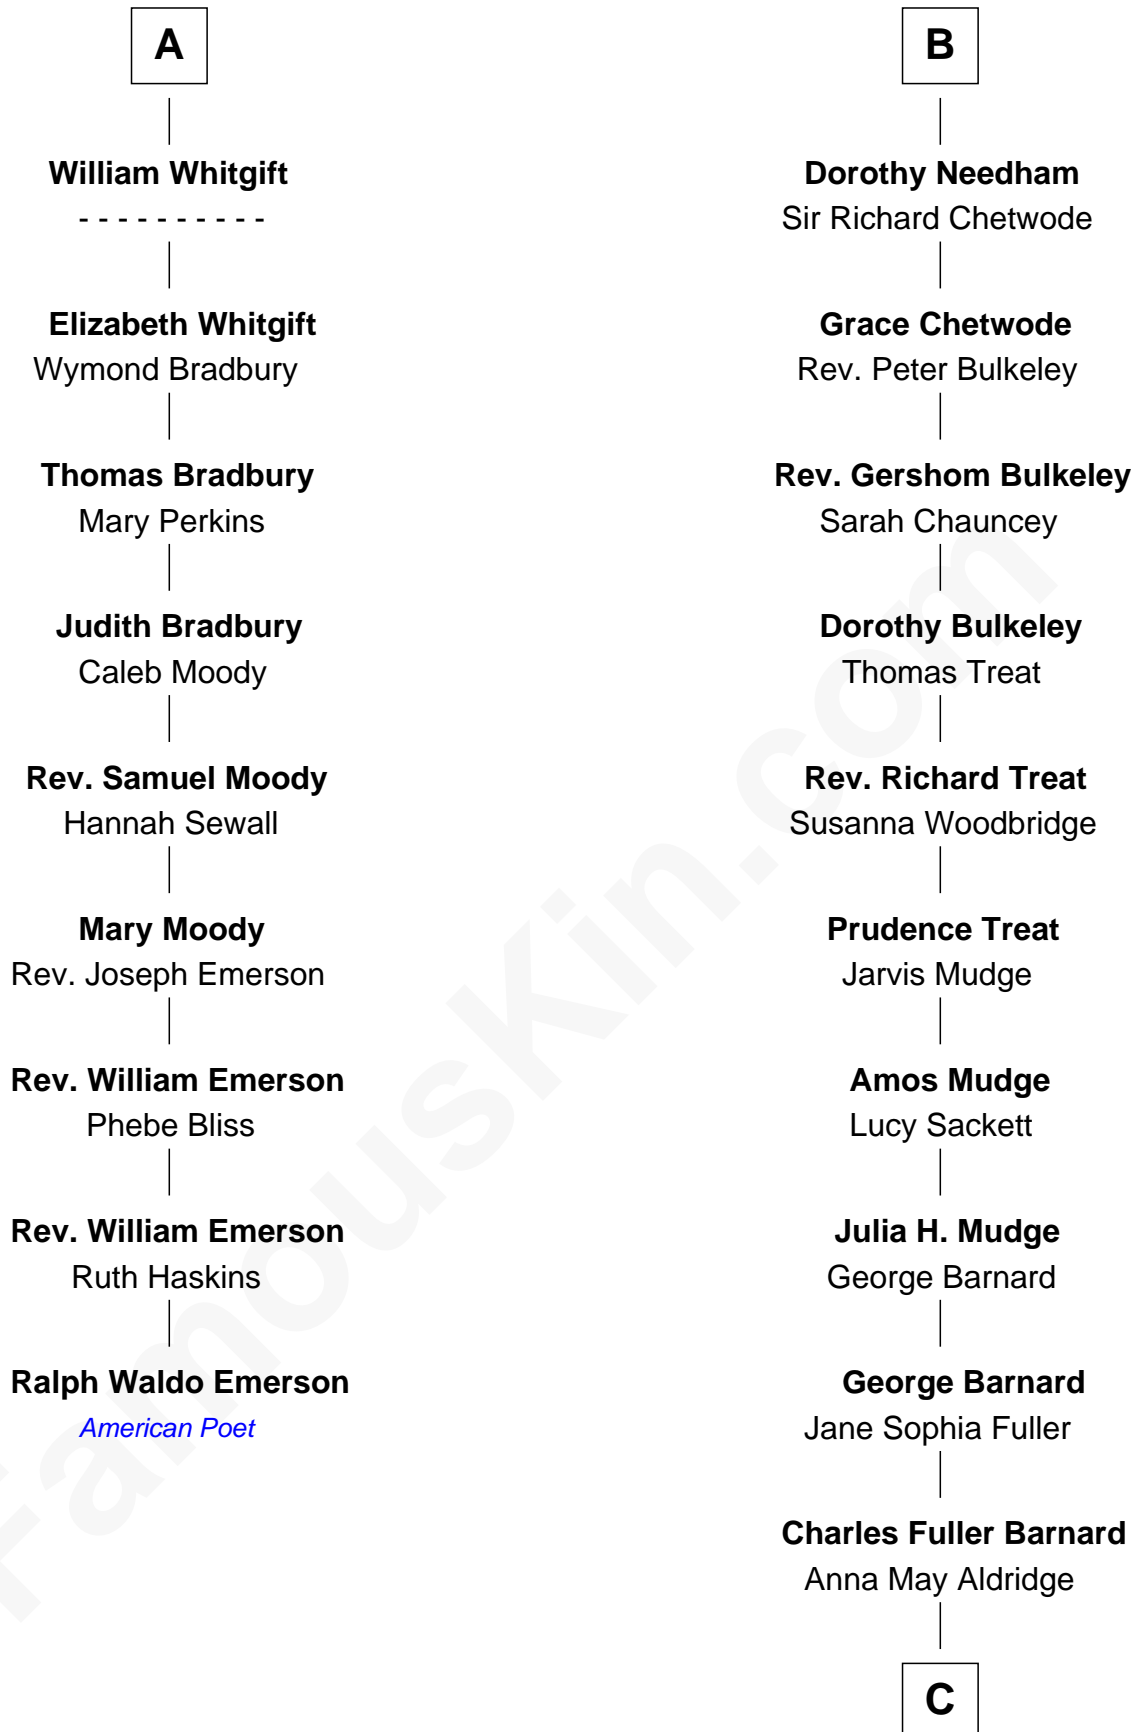 A
William Whitgift
- - - - - - - - - -
Elizabeth Whitgift
Wymond Bradbury
Thomas Bradbury
Mary Perkins
Judith Bradbury
Caleb Moody
Rev. Samuel Moody
Hannah Sewall
Mary Moody
Rev. Joseph Emerson
Rev. William Emerson
Phebe Bliss
Rev. William Emerson
Ruth Haskins
Ralph Waldo Emerson
American Poet
B
Dorothy Needham
Sir Richard Chetwode
Grace Chetwode
Rev. Peter Bulkeley
Rev. Gershom Bulkeley
Sarah Chauncey
Dorothy Bulkeley
Thomas Treat
Rev. Richard Treat
Susanna Woodbridge
Prudence Treat
Jarvis Mudge
Amos Mudge
Lucy Sackett
Julia H. Mudge
George Barnard
George Barnard
Jane Sophia Fuller
Charles Fuller Barnard
Anna May Aldridge
C
FamousKin.com